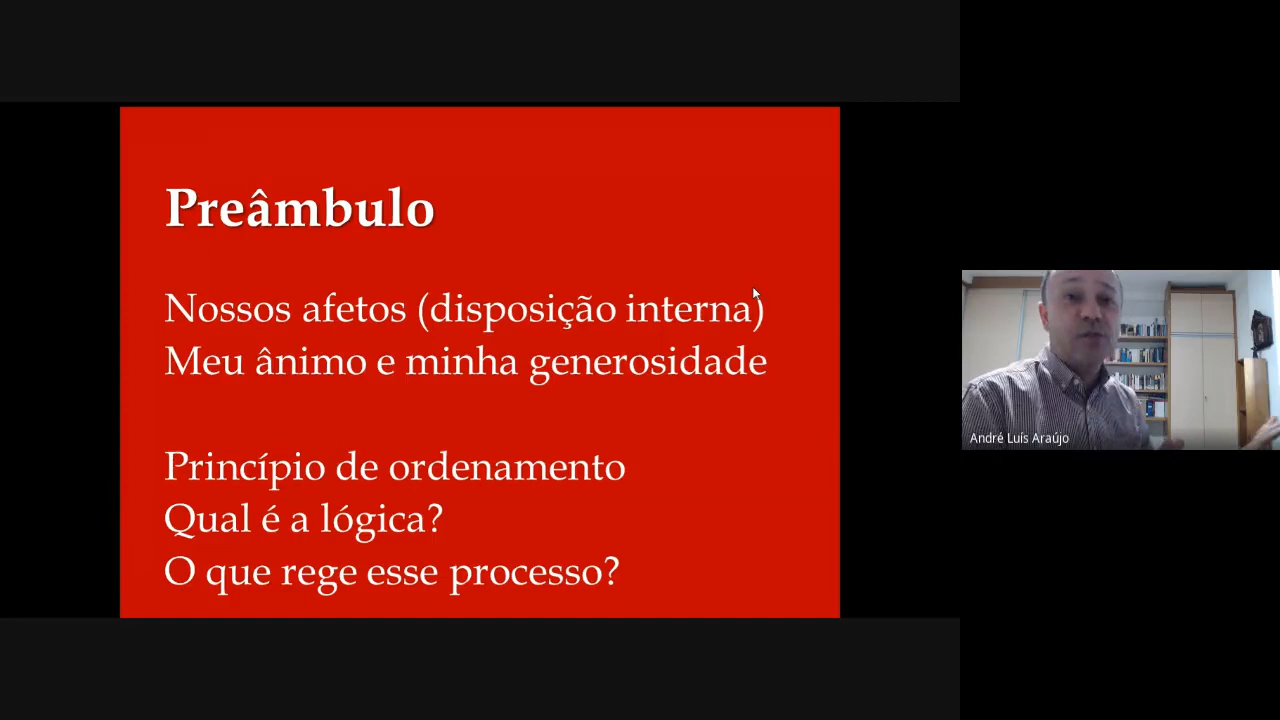 Preâmbulo
Nossos afetos (disposição interna)
Meu ânimo e minha generosidade
Princípio de ordenamento
Qual é a lógica?
O que rege esse processo?
André Luís Araújo